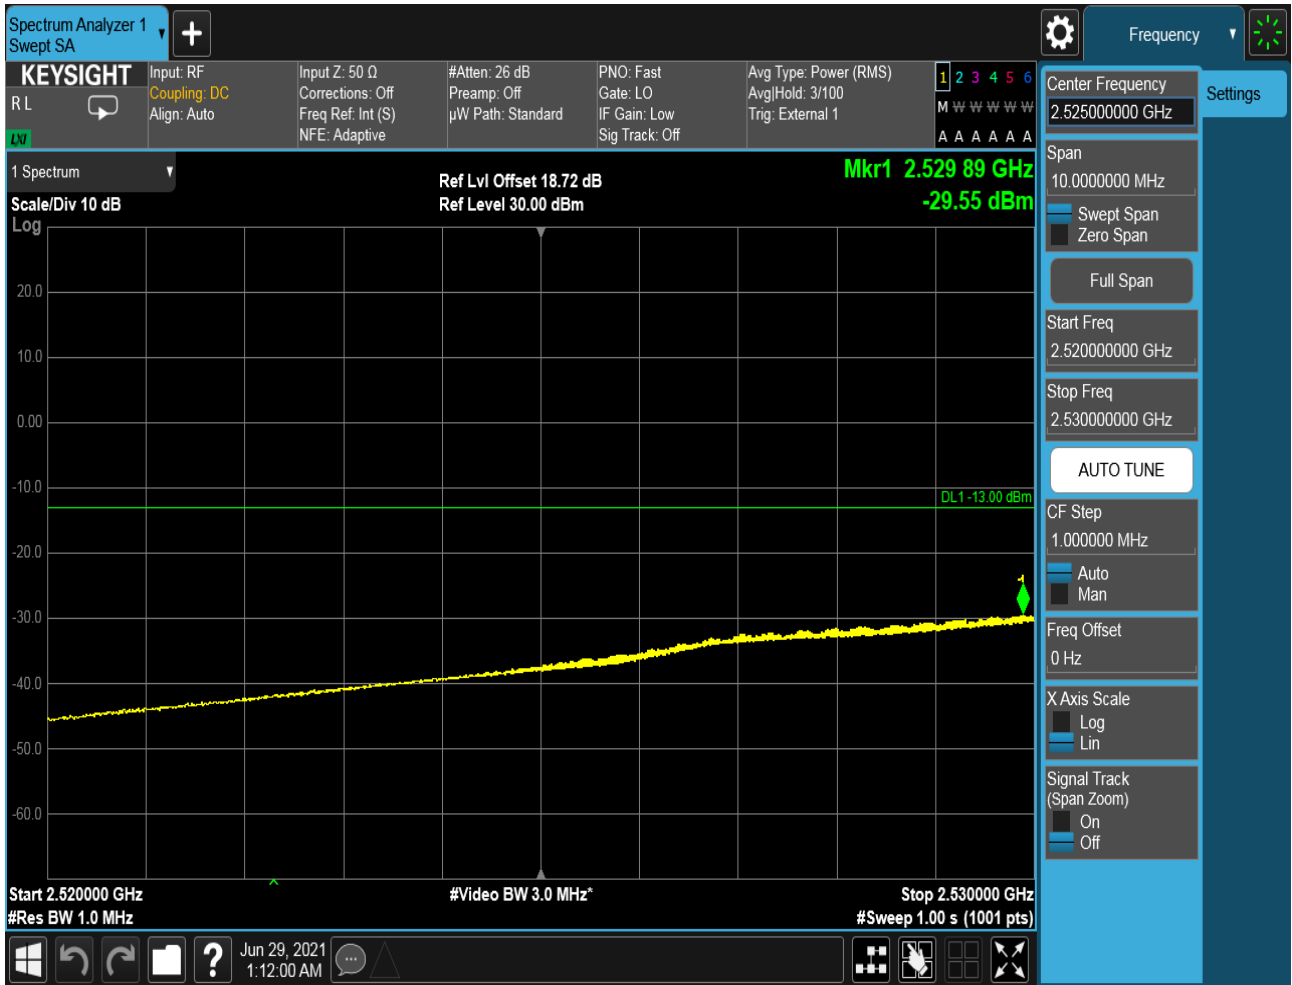 Spectrum Analyzer 1
Swept SA
Frequency
KEYSIGHT
R L
LXI
Input: RF
Coupling: DC
Align: Auto
Input Z: 50 Ω
Corrections: Off
Freq Ref: Int (S)
NFE: Adaptive
#Atten: 26 dB
Preamp: Off
µW Path: Standard
PNO: Fast
Gate: LO
IF Gain: Low
Sig Track: Off
Avg Type: Power (RMS)
Avg|Hold: 3/100
Trig: External 1
1 2 3 4 5 6
M W W W W W
A A A A A A
1 Spectrum
Scale/Div 10 dB
Log
Ref Lvl Offset 18.72 dB
Ref Level 30.00 dBm
Mkr1 2.529 89 GHz
-29.55 dBm
20.0
10.0
0.00
-10.0
-20.0
-30.0
-40.0
-50.0
-60.0
DL1 -13.00 dBm
1
Start 2.520000 GHz
#Res BW 1.0 MHz
#Video BW 3.0 MHz*
Stop 2.530000 GHz
#Sweep 1.00 s (1001 pts)
?
Jun 29, 2021
1:12:00 AM
Center Frequency
2.525000000 GHz
Settings
Span
10.0000000 MHz
Swept Span
Zero Span
Full Span
Start Freq
2.520000000 GHz
Stop Freq
2.530000000 GHz
AUTO TUNE
CF Step
1.000000 MHz
Auto
Man
Freq Offset
0 Hz
X Axis Scale
Log
Lin
Signal Track
(Span Zoom)
On
Off